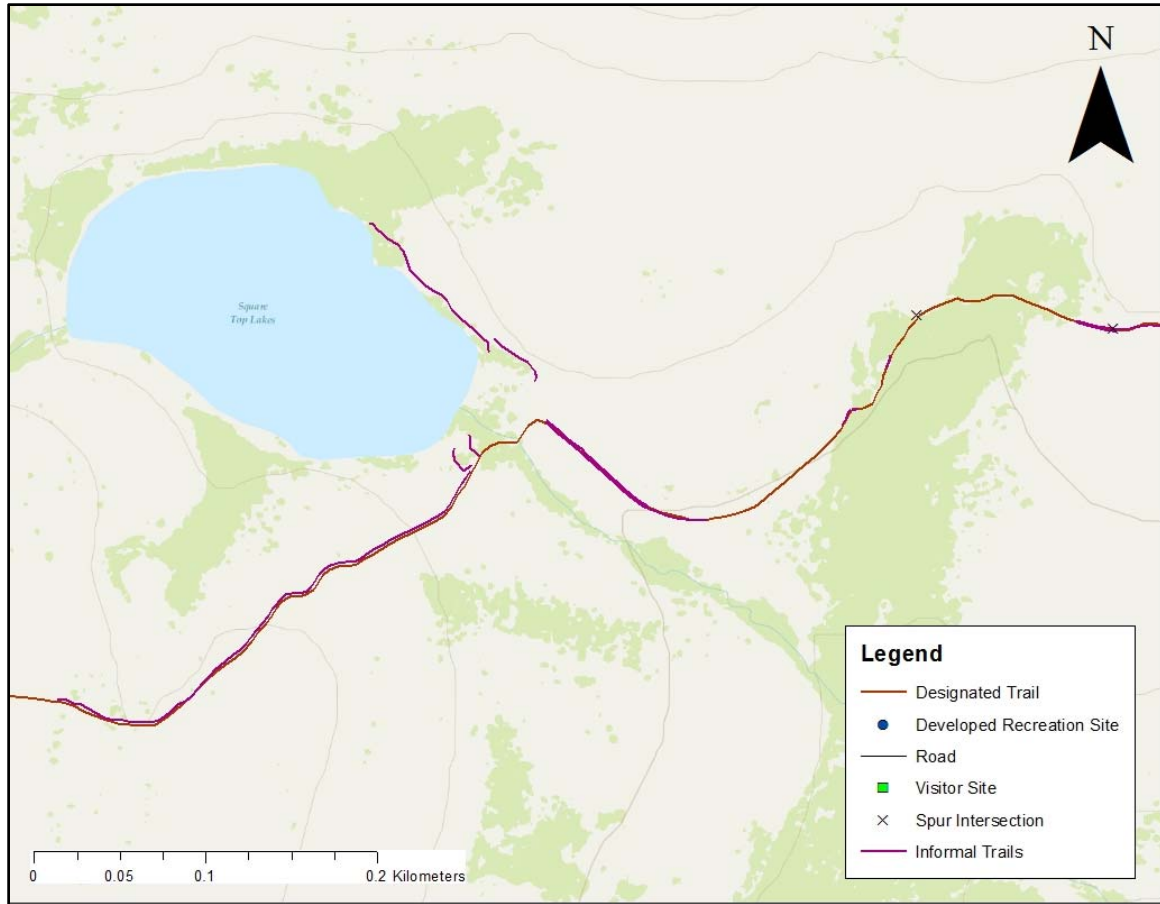 N
Square
Top Lakes
Legend
Designated Trail
Developed Recreation Site
Road
Visitor Site
Spur Intersection
Informal Trails
0 0.05 0.1 0.2 Kilometers